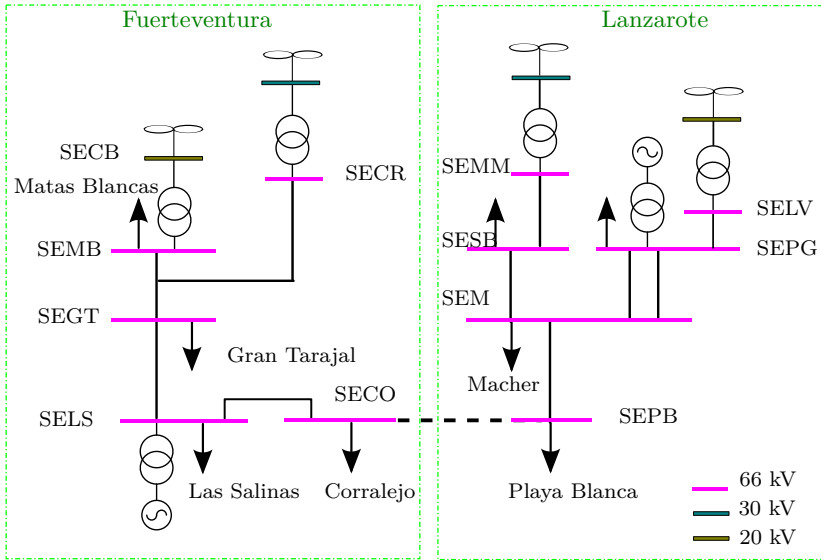 Fuerteventura
Lanzarote
SECB
Matas Blancas
SECR
SEMM
SELV
SEMB
SESB
SEPG
SEGT
SEM
Gran Tarajal
Macher
SECO
SELS
SEPB
Las Salinas
Corralejo
Playa Blanca
66 kV
30 kV
20 kV